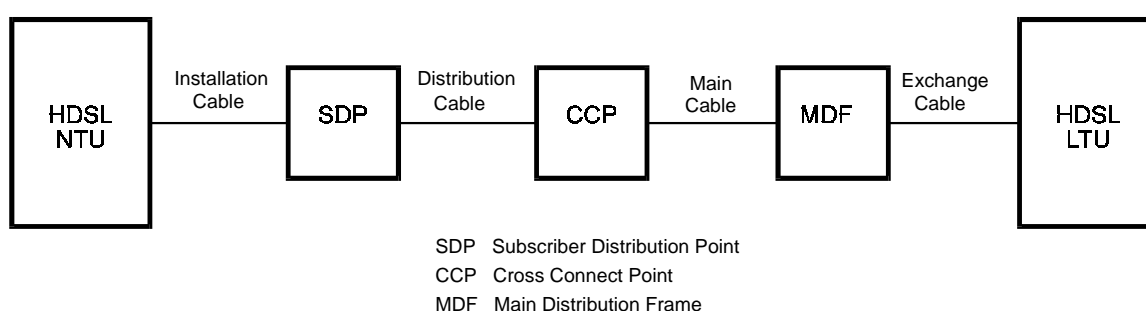 Installation
Cable
Distribution
Cable
Main
Cable
Exchange
Cable
HDSL
NTU
SDP
CCP
MDF
HDSL
LTU
SDP Subscriber Distribution Point
CCP Cross Connect Point
MDF Main Distribution Frame